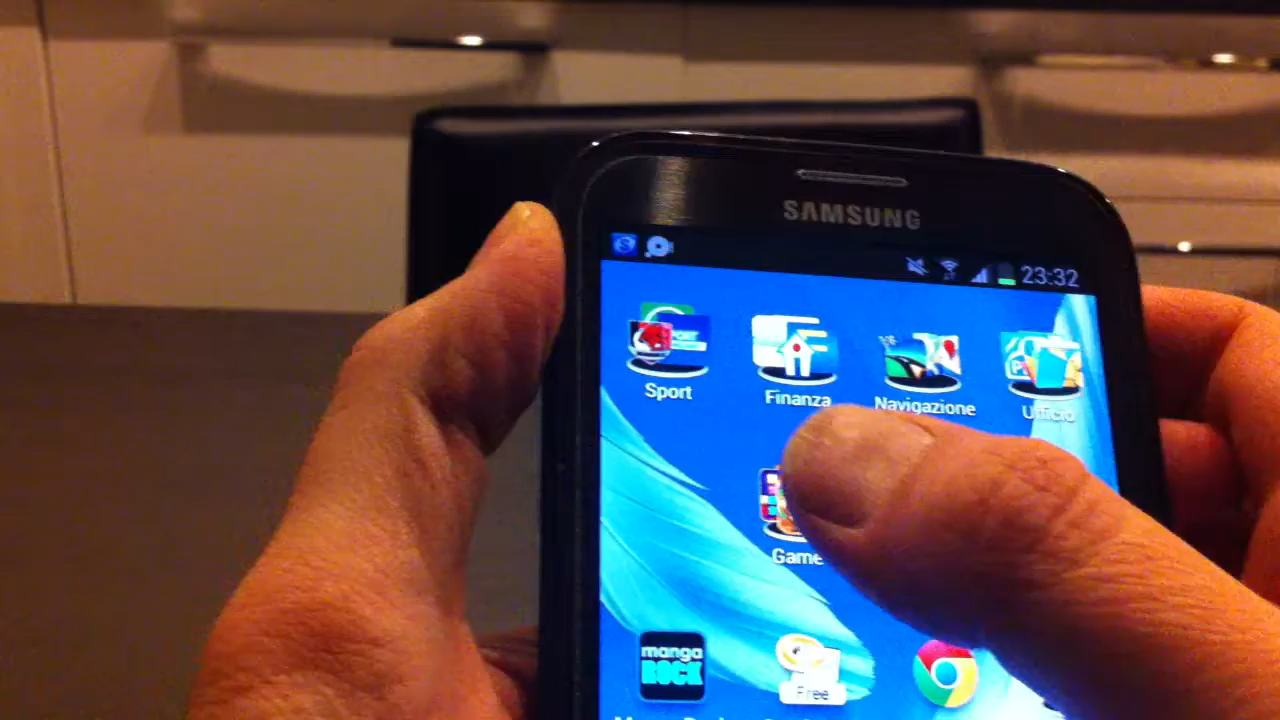 SAMSUNG
23:32
Sport
Finanza
Navigazione
Ufficio
Game
manga
ROCK
Free